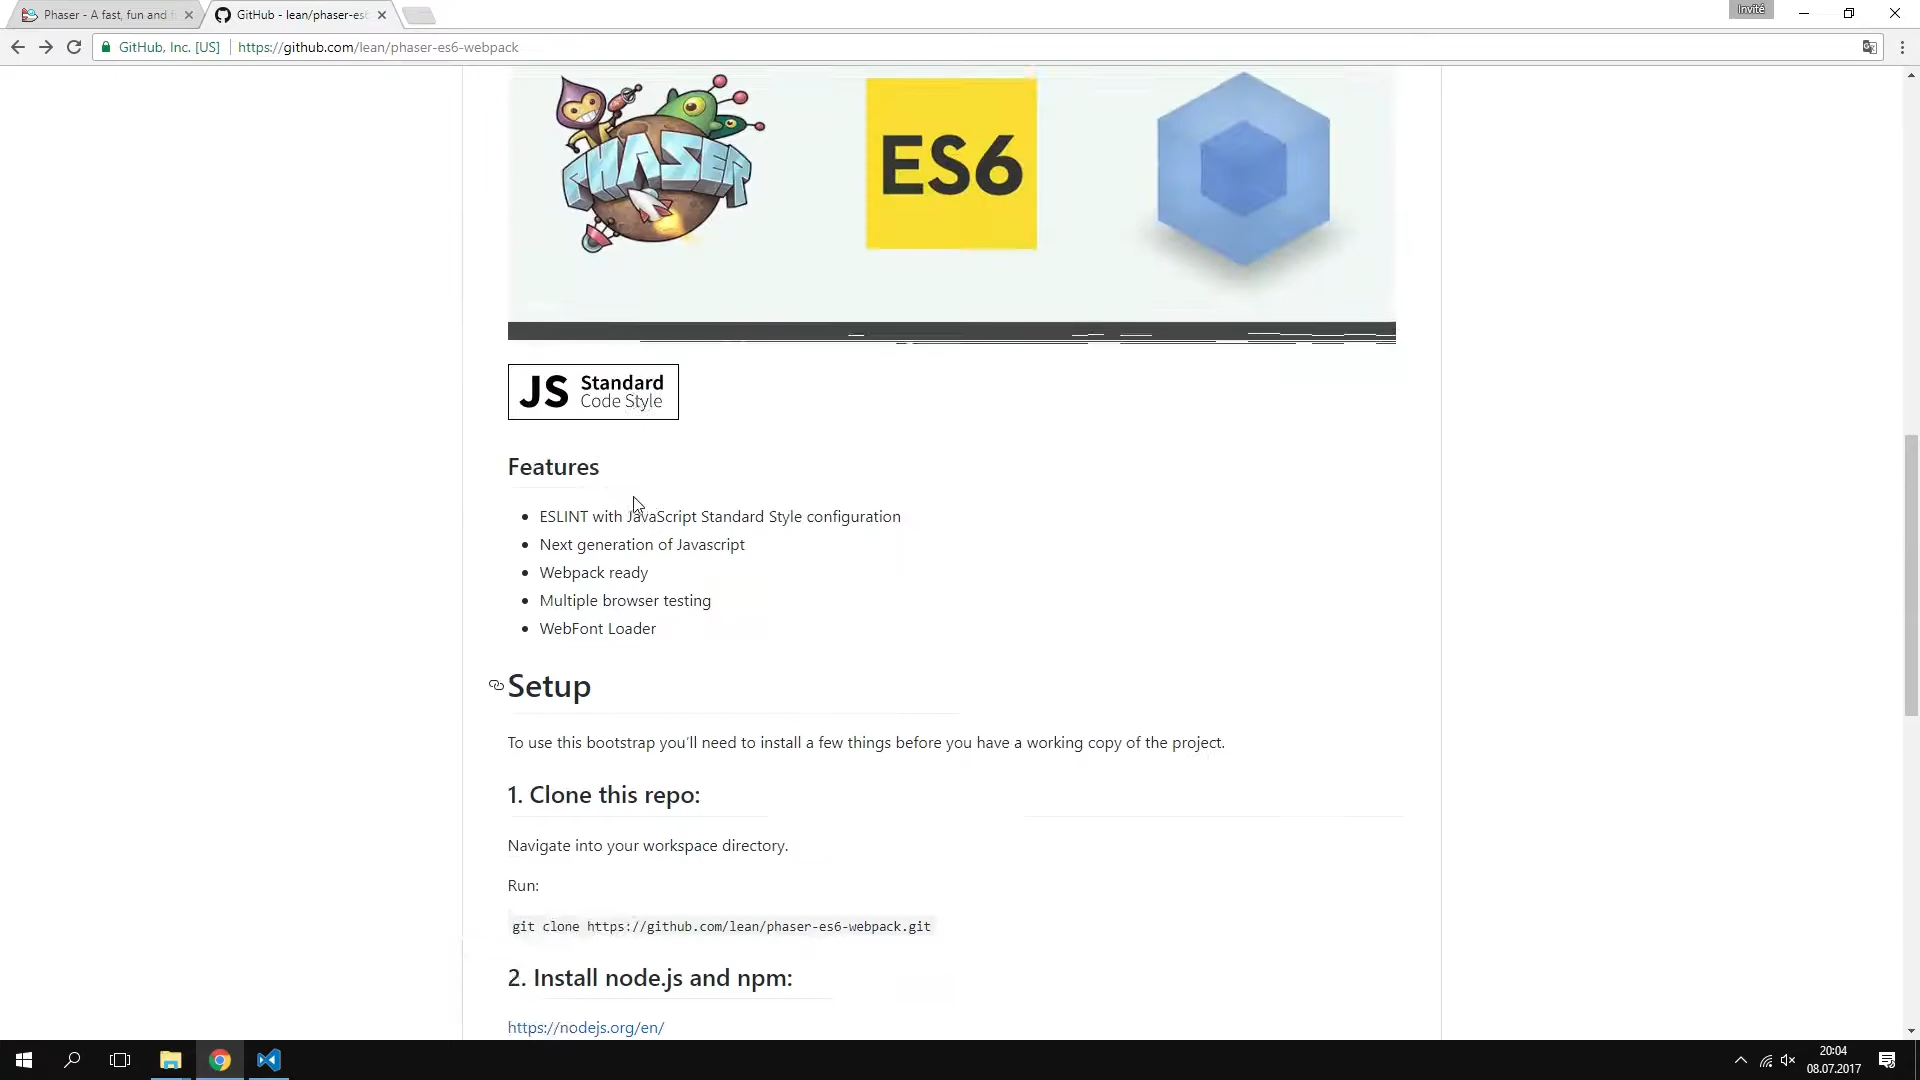 Phaser - A fast, fun and f
GitHub - lean/phaser-es6
Invité
GitHub, Inc. [US]
https://github.com/lean/phaser-es6-webpack
PHASER
ES6
JS Standard
Code Style
Features
ESLINT with JavaScript Standard Style configuration
Next generation of Javascript
Webpack ready
Multiple browser testing
WebFont Loader
Setup
To use this bootstrap you'll need to install a few things before you have a working copy of the project.
1. Clone this repo:
Navigate into your workspace directory.
Run:
git clone https://github.com/lean/phaser-es6-webpack.git
2. Install node.js and npm:
https://nodejs.org/en/
20:04
08.07.2017